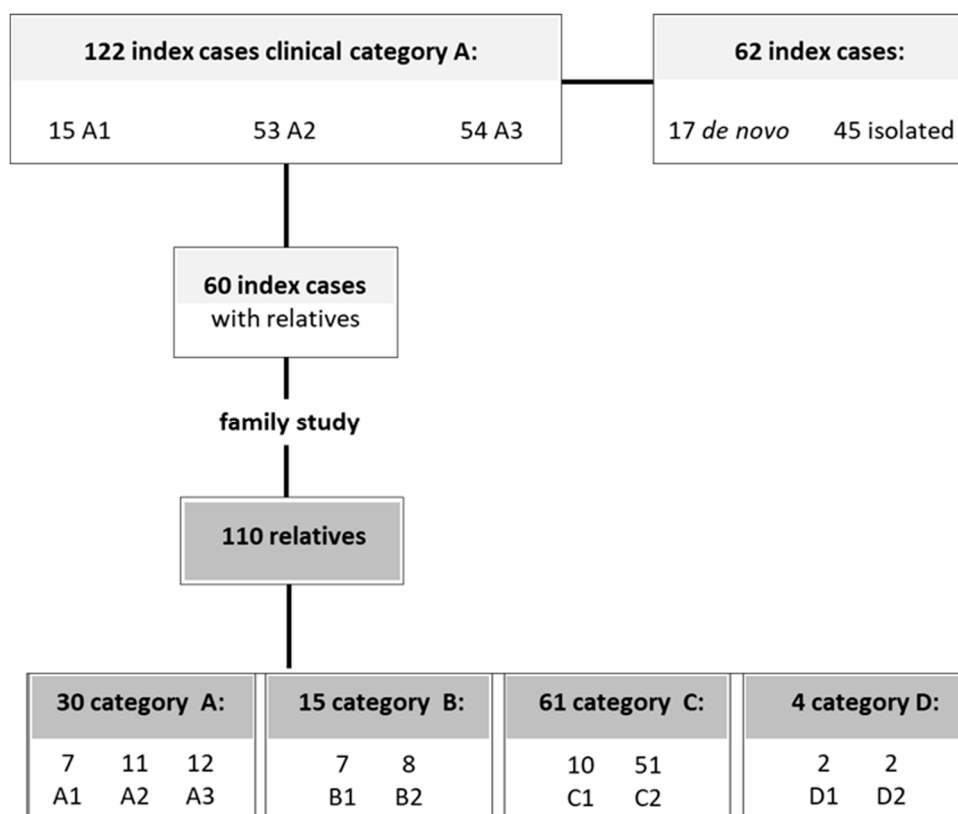 122 index cases clinical category A:
15 A1 53 A2 54 A3
62 index cases:
17 de novo 45 isolated
60 index cases
with relatives
family study
110 relatives
30 category A:
7 11 12
A1 A2 A3
15 category B:
7 8
B1 B2
61 category C:
10 51
C1 C2
4 category D:
2 2
D1 D2